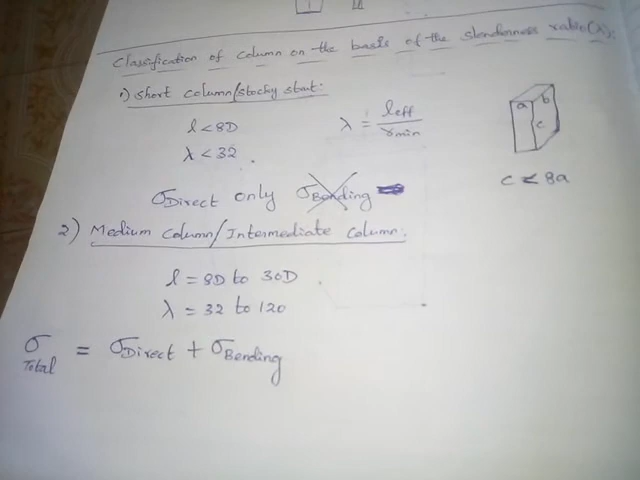 Classification of column on the basis of the slenderness ratio(λ):
1) Short column/stocky strut:
l < 8D
λ = leff/rmin
λ < 32.
a b
c
c < 8a
σDirect only σBending
2) Medium column/Intermediate column:
l = 8D to 30D
λ = 32 to 120
σTotal = σDirect + σBending